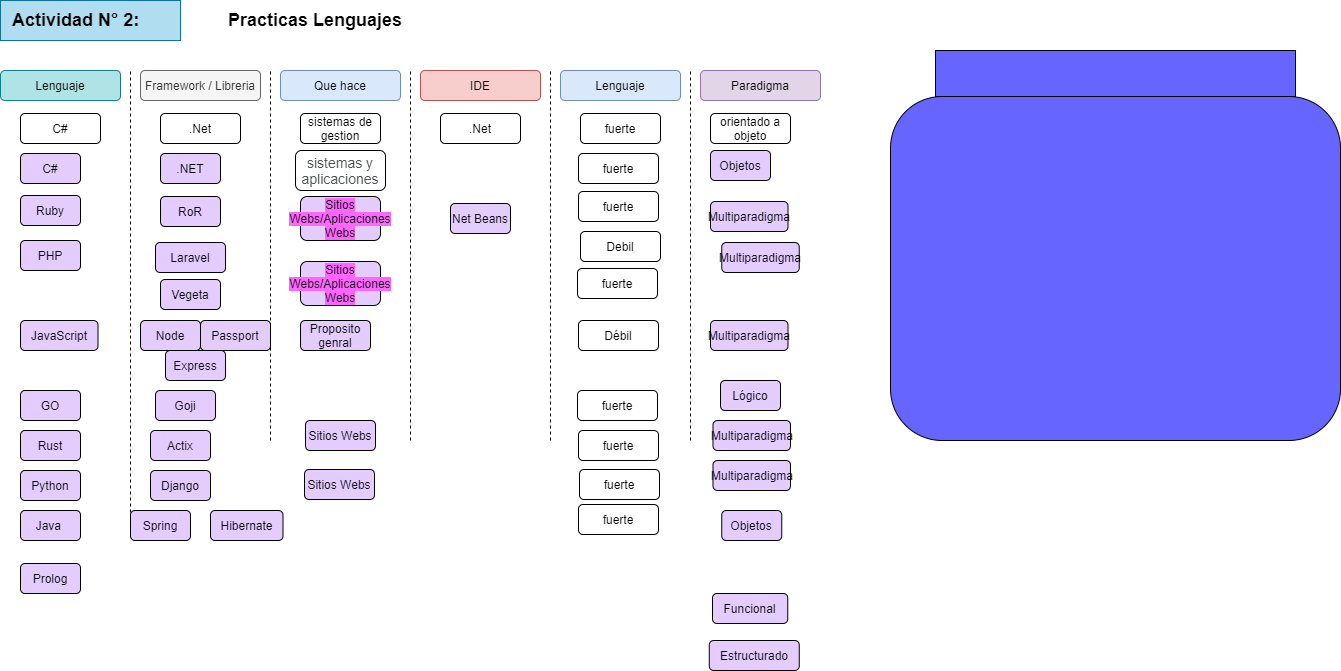 Actividad N° 2:
Practicas Lenguajes
Lenguaje
Framework / Libreria
Que hace
IDE
Lenguaje
Paradigma
C#
.Net
sistemas de
gestion
.Net
fuerte
orientado a
objeto
C#
.NET
sistemas y
aplicaciones
fuerte
Objetos
Ruby
RoR
Sitios
Webs/Aplicaciones
Webs
Net Beans
fuerte
Multiparadigma
PHP
Laravel
Debil
Multiparadigma
Vegeta
Sitios
Webs/Aplicaciones
Webs
fuerte
JavaScript
Node
Passport
Express
Proposito
genral
Débil
Multiparadigma
GO
Goji
fuerte
Lógico
Rust
Actix
Sitios Webs
fuerte
Multiparadigma
Python
Django
Sitios Webs
fuerte
Multiparadigma
Java
Spring
Hibernate
fuerte
Objetos
Prolog
Funcional
Estructurado